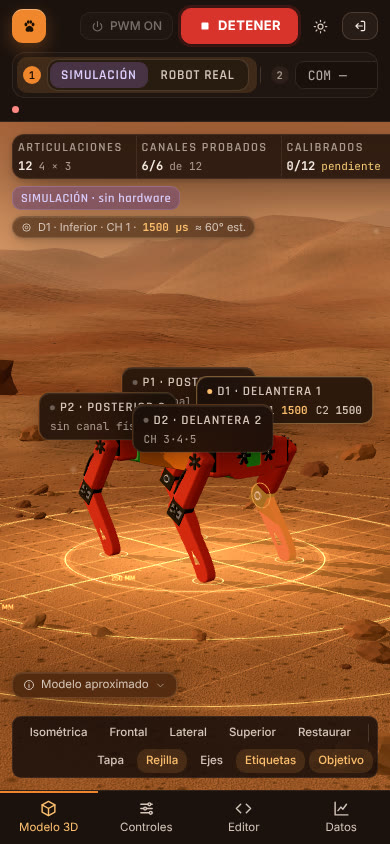 PWM ON
DETENER
1 SIMULACIÓN ROBOT REAL 2 COM —
ARTICULACIONES
12 4 × 3
CANALES PROBADOS
6/6 de 12
CALIBRADOS
0/12 pendiente
SIMULACIÓN · sin hardware
D1 · Inferior · CH 1 · 1500 µs ≈ 60° est.
P1 ·
D1 · DELANTERA 1
1500 C2 1500
P2 ·
sin canal
D2 · DELANTERA 2
CH 3·4·5
250 MM
MM
Modelo aproximado
Isométrica Frontal Lateral Superior Restaurar
Tapa Rejilla Ejes Etiquetas Objetivo
Modelo 3D Controles Editor Datos